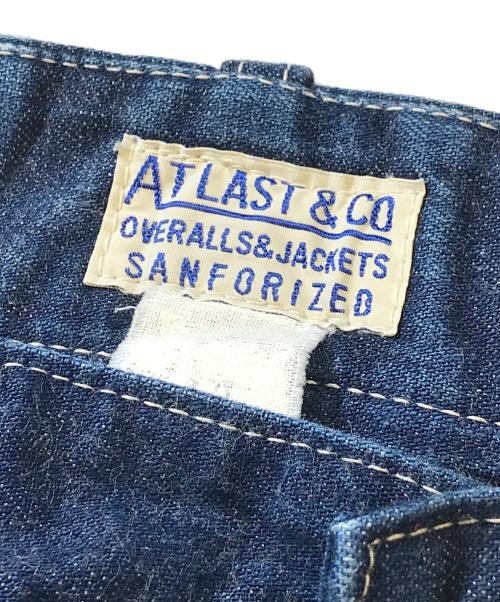 ATLAST & CO
OVERALLS & JACKETS
SANFORIZED